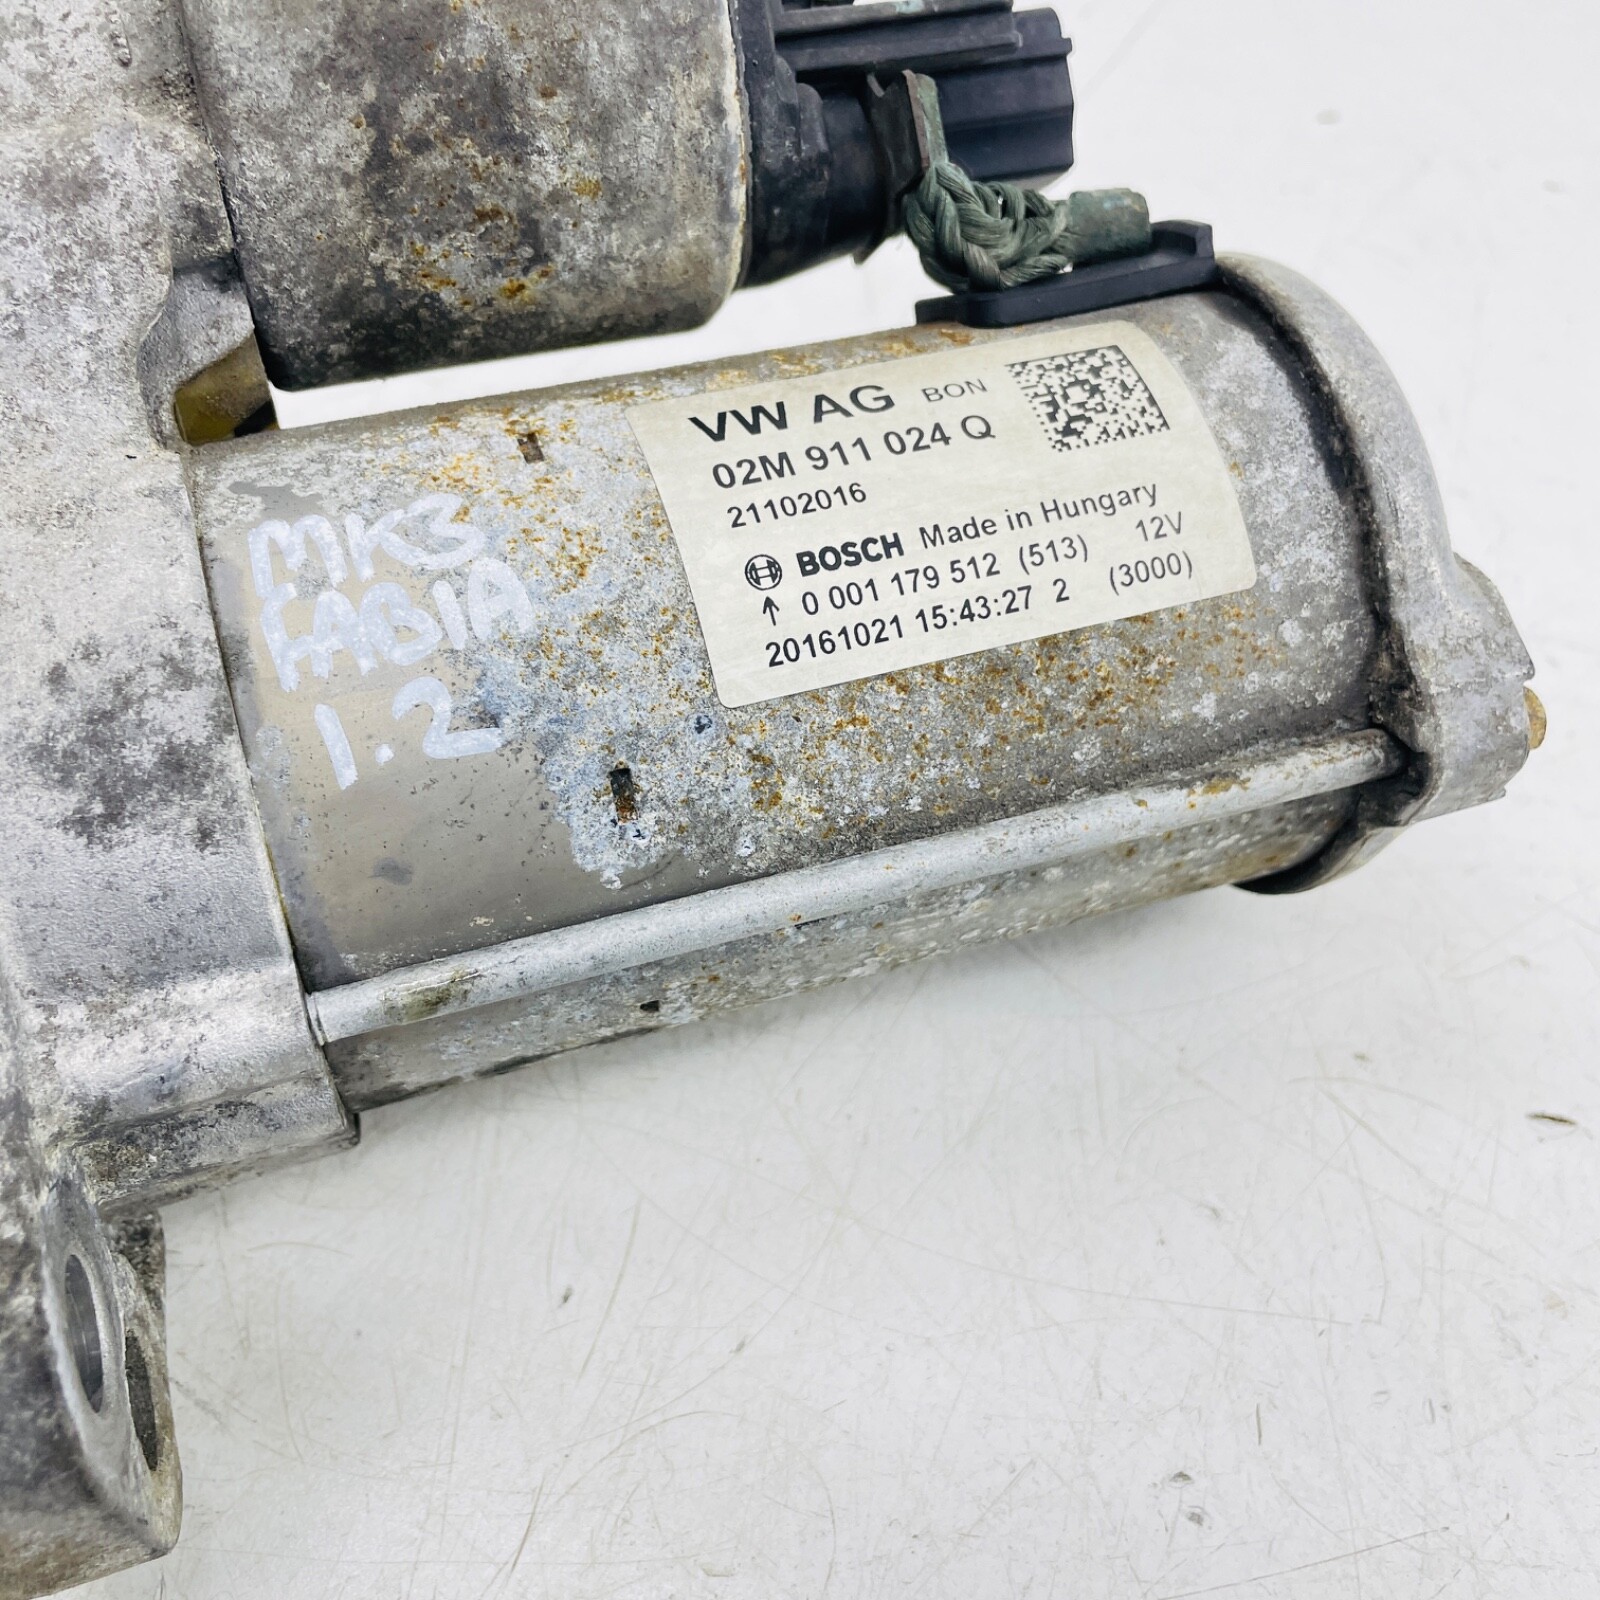 VW AG BON
02M 911 024 Q
21102016
BOSCH Made in Hungary
↑ 0 001 179 512 (513) 12V
20161021 15:43:27 2 (3000)
MK3
FABIA
1.2